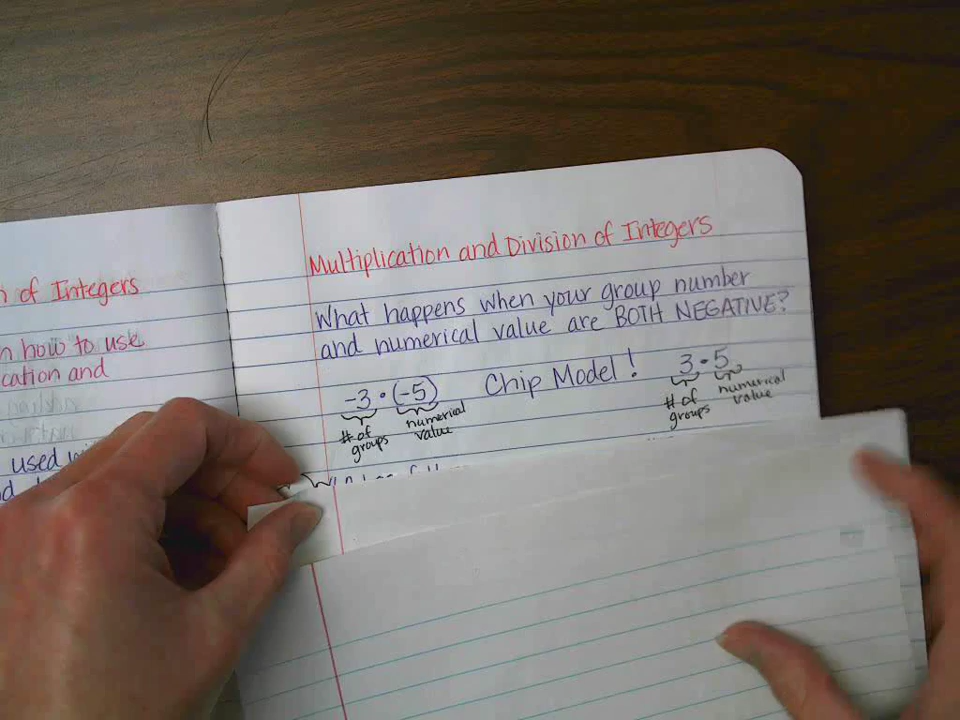 n of Integers
n how to use
cation and
used
Multiplication and Division of Integers
What happens when your group number
and numerical value are BOTH NEGATIVE?
-3 • (-5) Chip Model! 3 • 5
# of groups numerical value # of groups numerical value